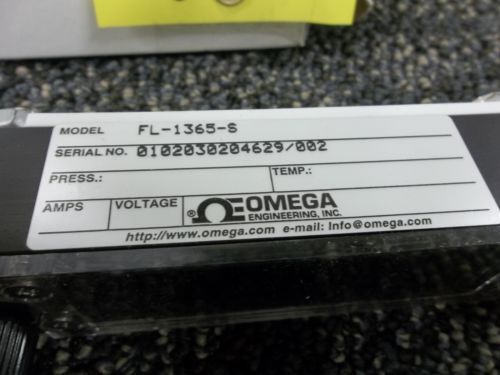 MODEL FL-1365-S
SERIAL NO. 0102030204629/002
PRESS.: TEMP.:
AMPS VOLTAGE ® OMEGA
ENGINEERING, INC.
http://www.omega.com e-mail: Info@omega.com